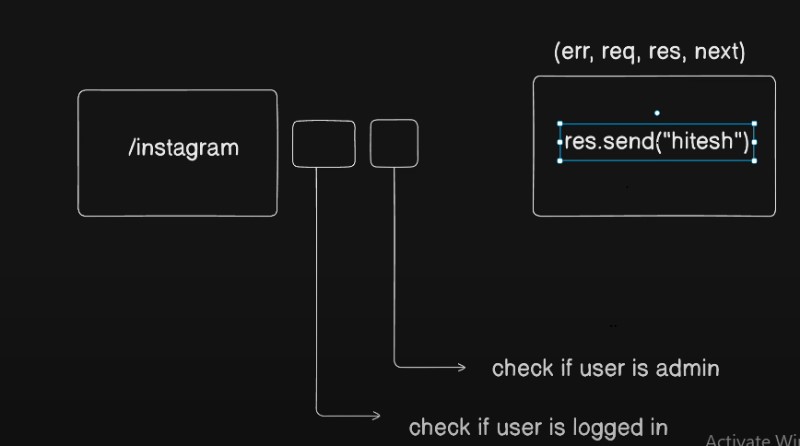 (err, req, res, next)
/instagram
res.send("hitesh")
check if user is admin
check if user is logged in
Activate